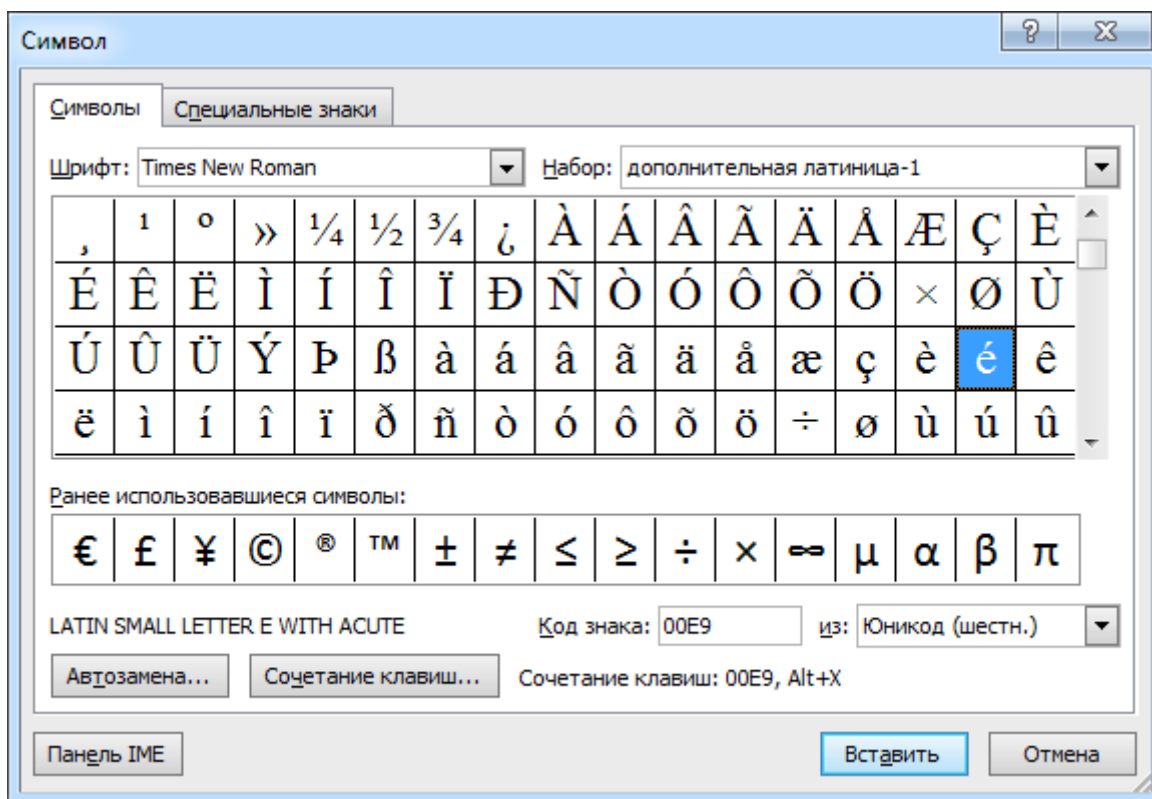 Символ
Символы Специальные знаки
Шрифт: Times New Roman Набор: дополнительная латиница-1
¸ ¹ º » ¼ ½ ¾ ¿ À Á Â Ã Ä Å Æ Ç È
É Ê Ë Ì Í Î Ï Ð Ñ Ò Ó Ô Õ Ö × Ø Ù
Ú Û Ü Ý Þ ß à á â ã ä å æ ç è é ê
ë ì í î ï ð ñ ò ó ô õ ö ÷ ø ù ú û
Ранее использовавшиеся символы:
€ £ ¥ © ® ™ ± ≠ ≤ ≥ ÷ × ∞ µ α β π
LATIN SMALL LETTER E WITH ACUTE Код знака: 00E9 из: Юникод (шестн.)
Автозамена... Сочетание клавиш... Сочетание клавиш: 00E9, Alt+X
Панель IME Вставить Отмена